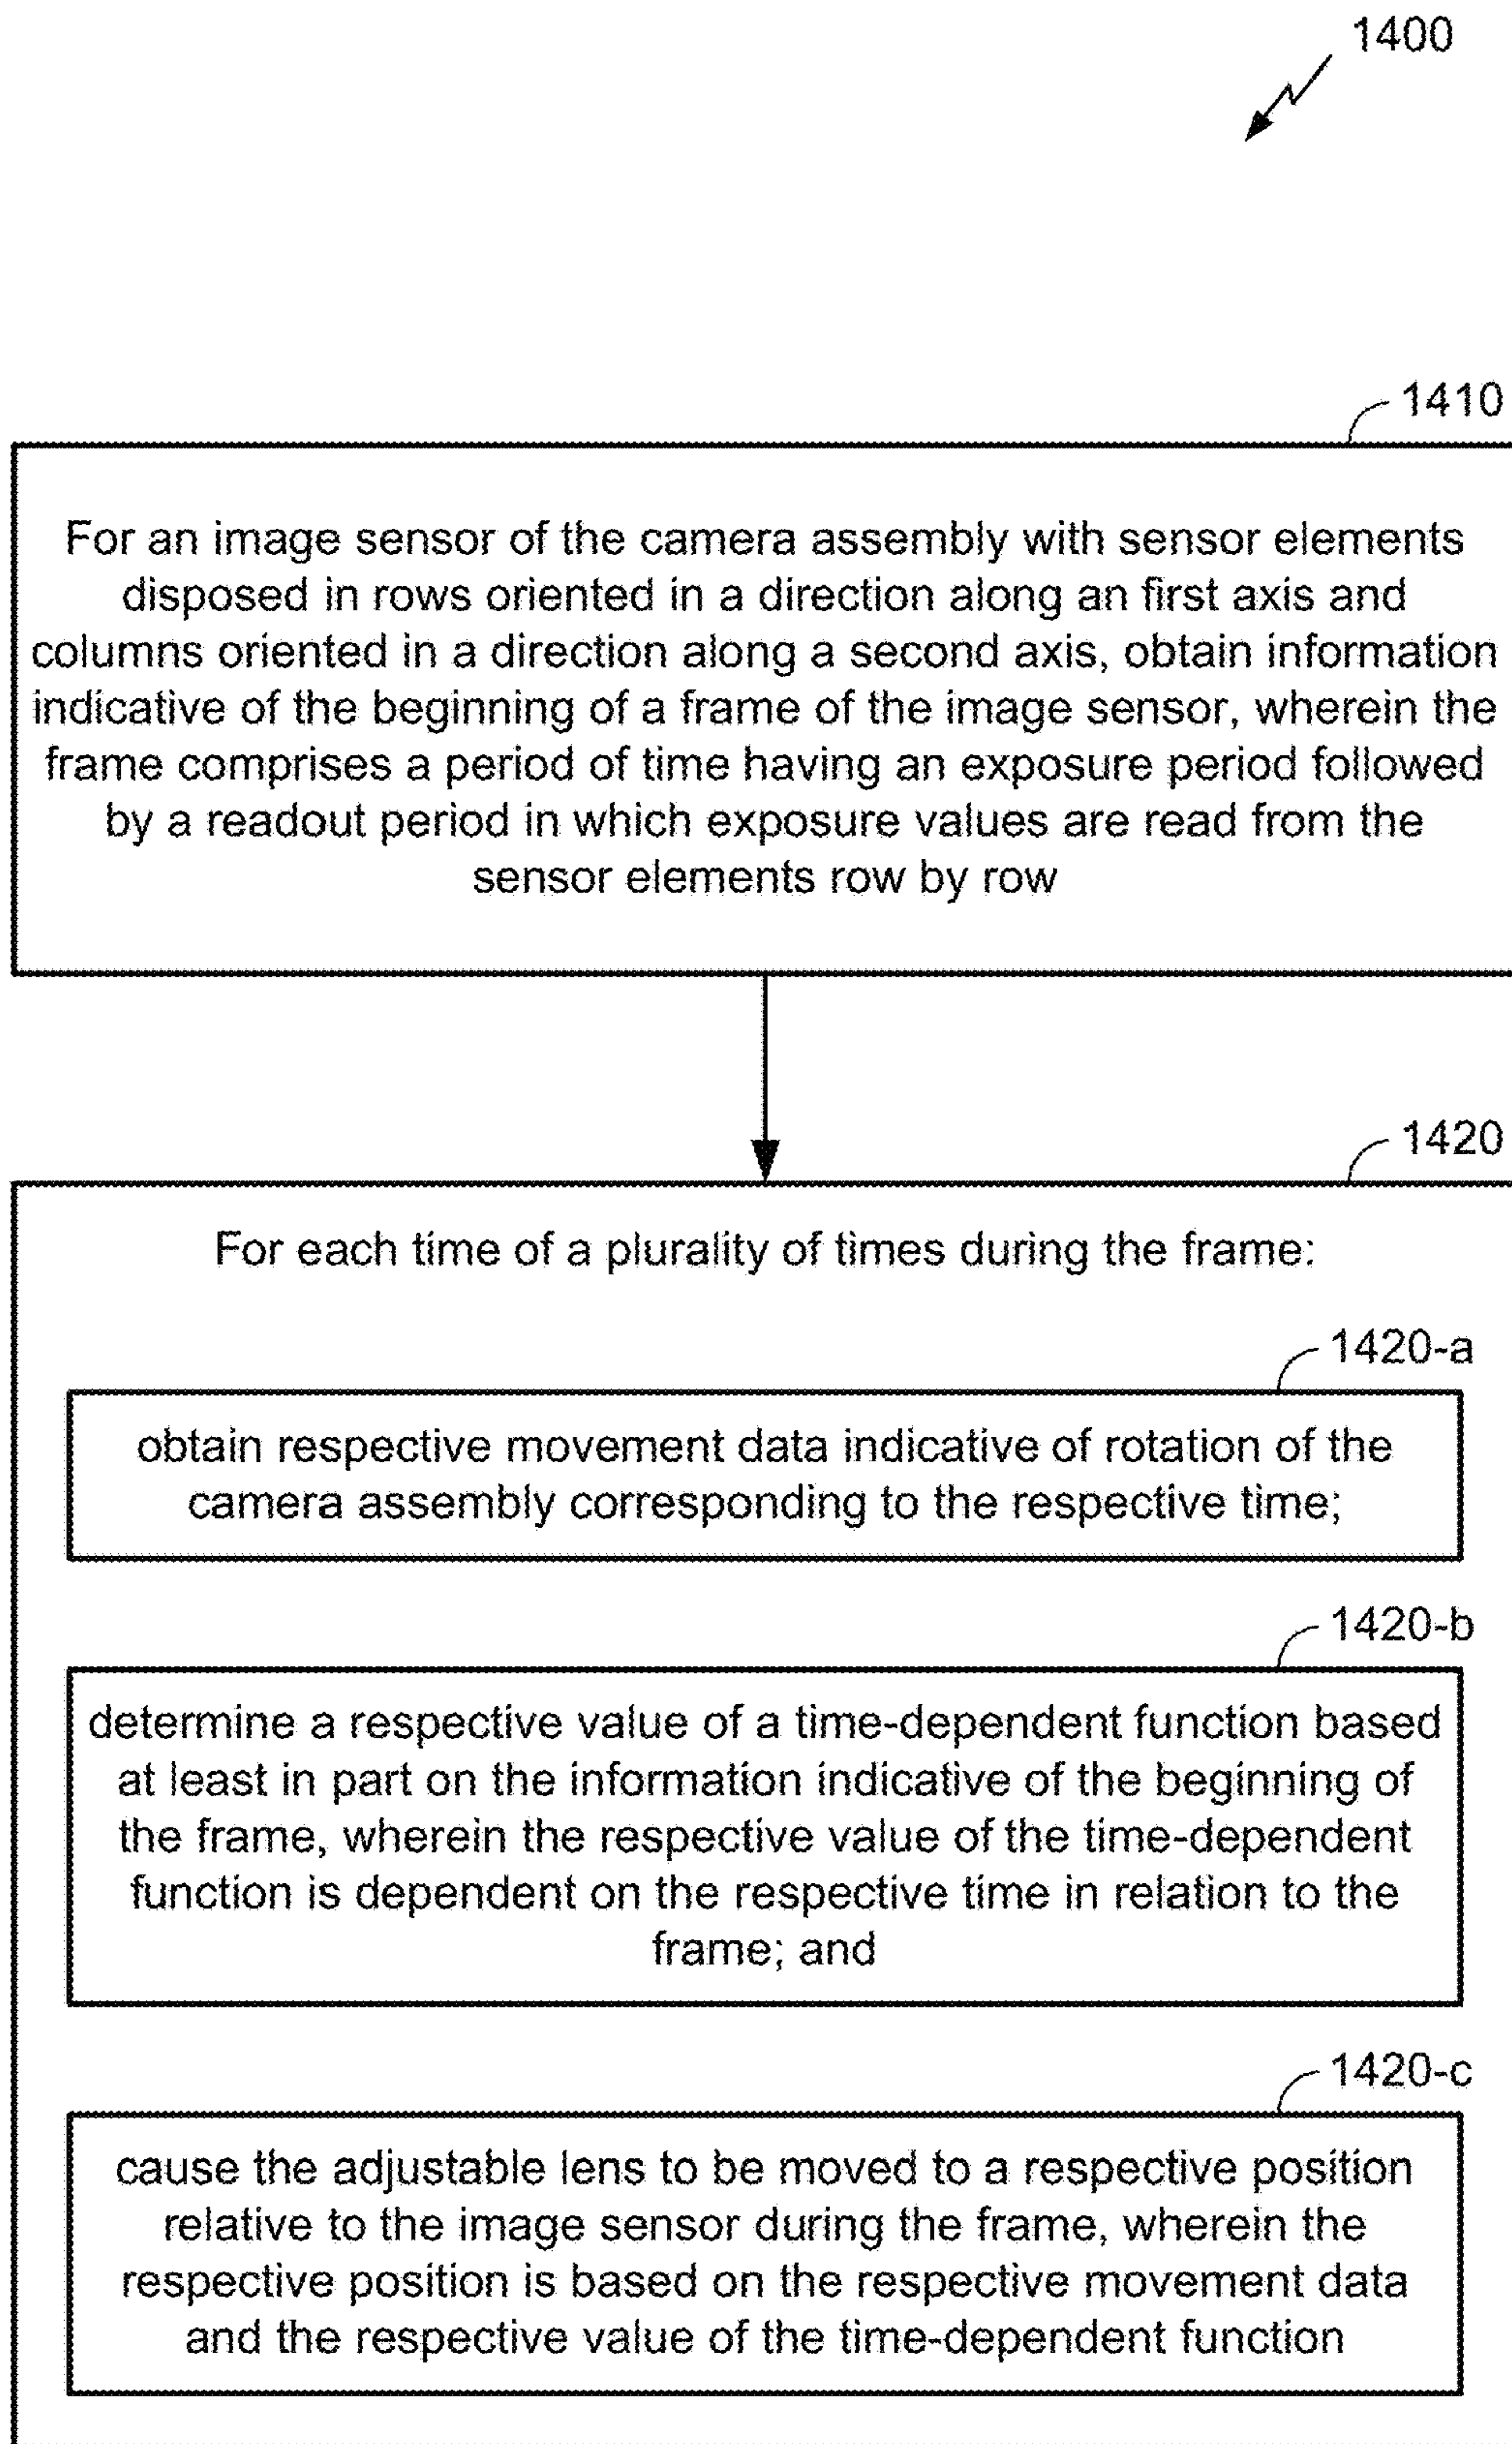 1400
1410
For an image sensor of the camera assembly with sensor elements
disposed in rows oriented in a direction along an first axis and
columns oriented in a direction along a second axis, obtain information
indicative of the beginning of a frame of the image sensor, wherein the
frame comprises a period of time having an exposure period followed
by a readout period in which exposure values are read from the
sensor elements row by row
1420
For each time of a plurality of times during the frame:
1420-a
obtain respective movement data indicative of rotation of the
camera assembly corresponding to the respective time;
1420-b
determine a respective value of a time-dependent function based
at least in part on the information indicative of the beginning of
the frame, wherein the respective value of the time-dependent
function is dependent on the respective time in relation to the
frame; and
1420-c
cause the adjustable lens to be moved to a respective position
relative to the image sensor during the frame, wherein the
respective position is based on the respective movement data
and the respective value of the time-dependent function